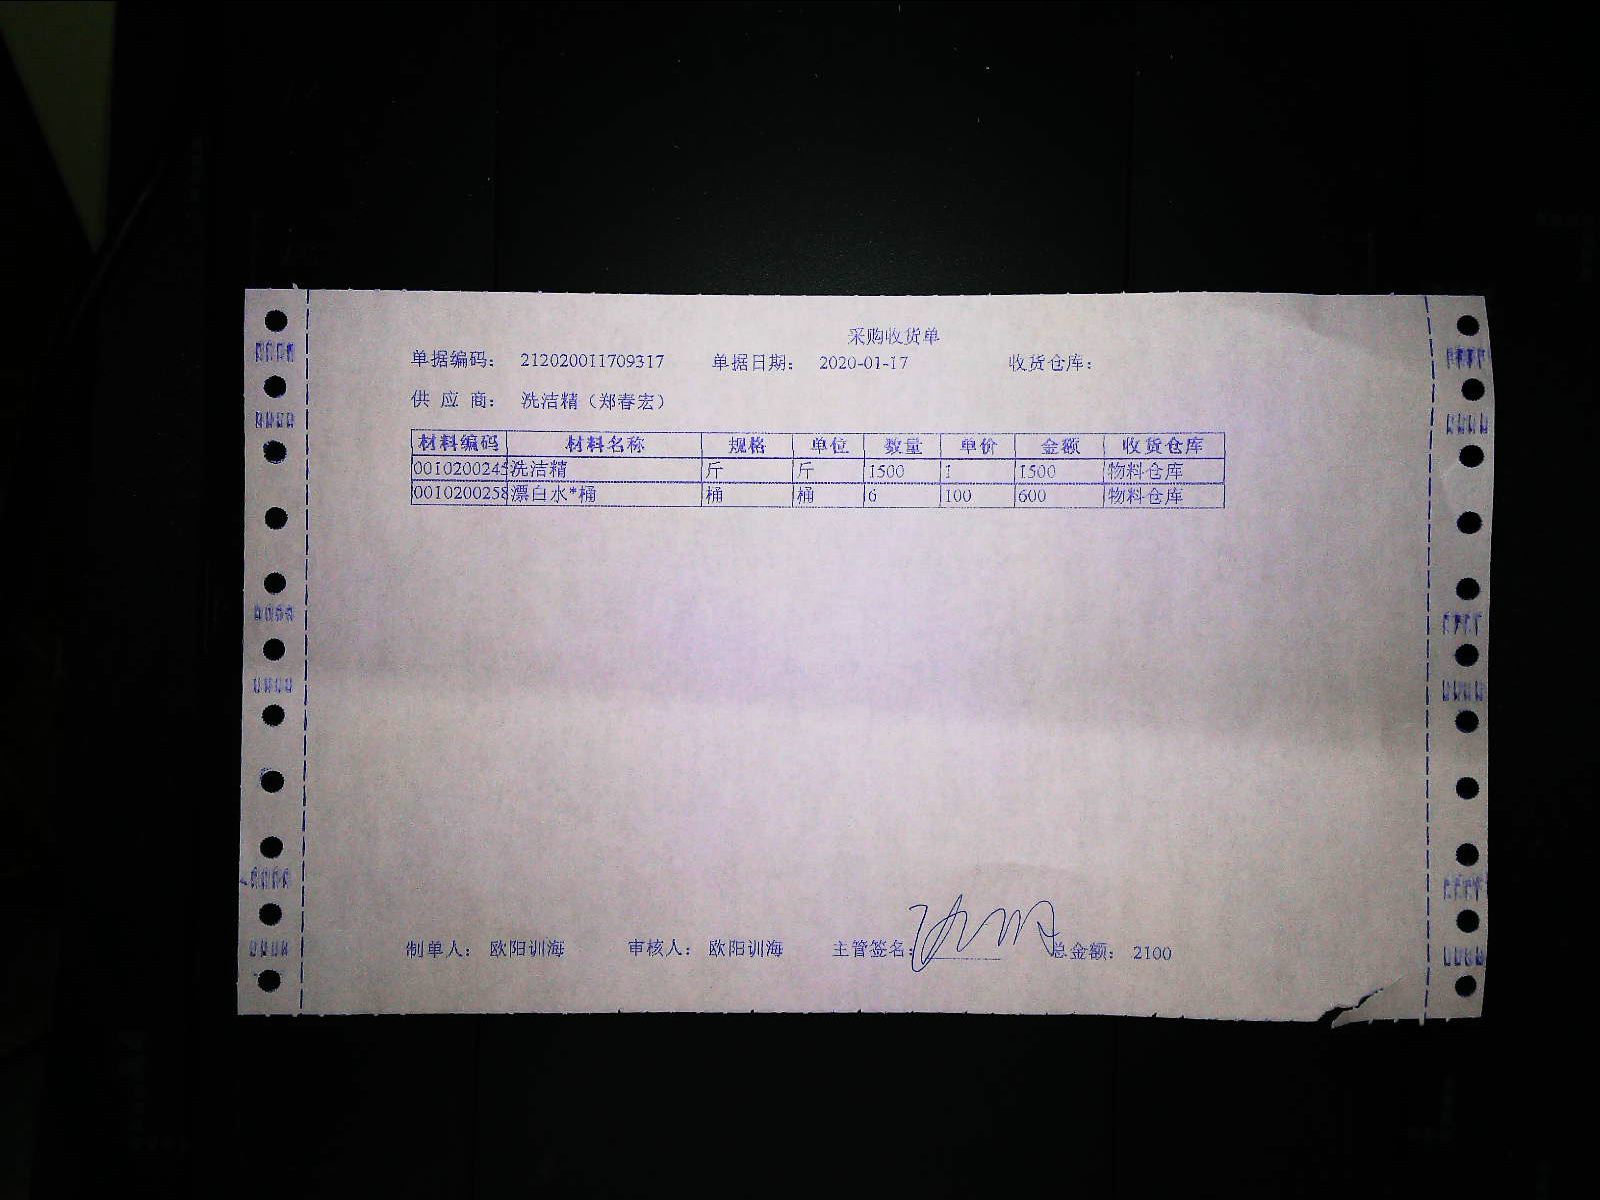 采购收货单
单据编码： 212020011709317 单据日期： 2020-01-17 收货仓库：
供 应 商： 洗洁精（郑春宏）
材料编码 材料名称 规格 单位 数量 单价 金额 收货仓库
0010200245 洗洁精 斤 斤 1500 1 1500 物料仓库
0010200258 漂白水*桶 桶 桶 6 100 600 物料仓库
制单人： 欧阳训海 审核人： 欧阳训海 主管签名： 总金额： 2100